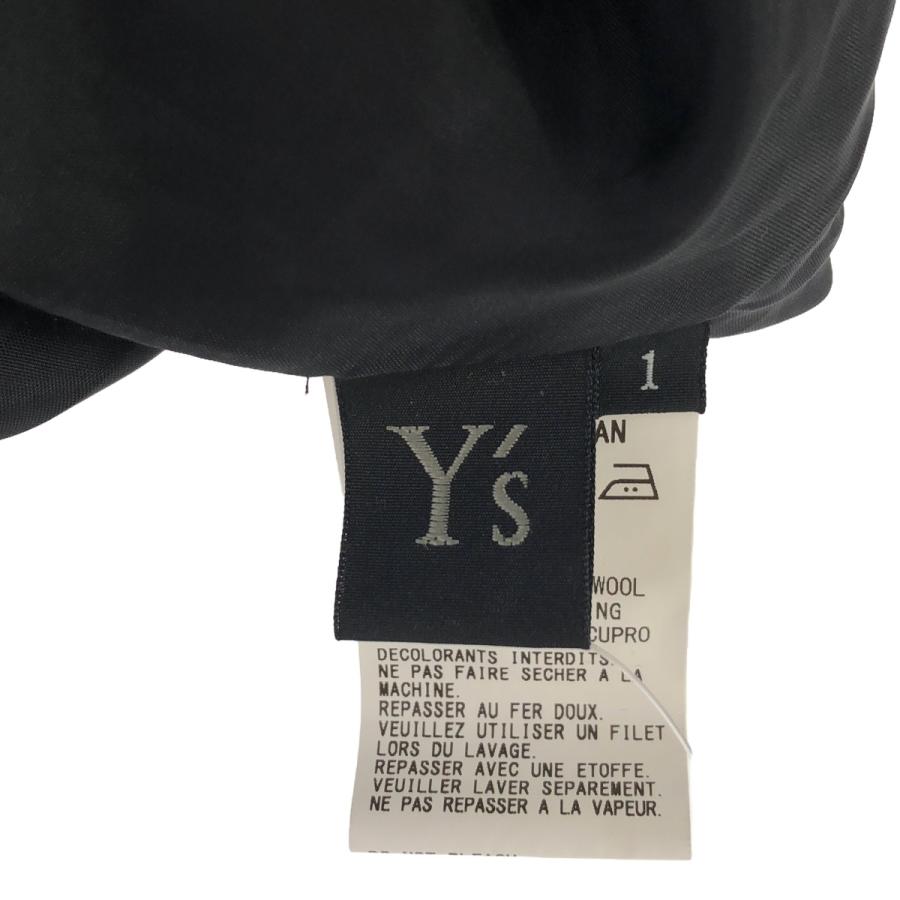 1
Y's
AN
WOOL
NG
CUPRO
DECOLORANTS INTERDITS.
NE PAS FAIRE SECHER A LA
MACHINE.
REPASSER AU FER DOUX.
VEUILLEZ UTILISER UN FILET
LORS DU LAVAGE.
REPASSER AVEC UNE ETOFFE.
VEUILLER LAVER SEPAREMENT.
NE PAS REPASSER A LA VAPEUR.